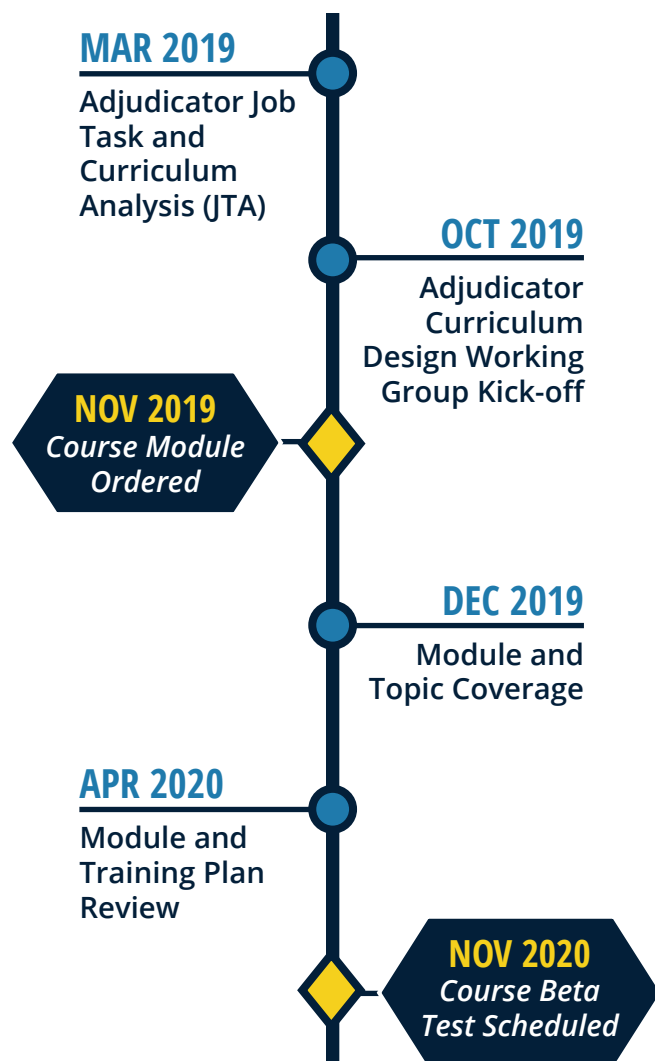 MAR 2019
Adjudicator Job
Task and
Curriculum
Analysis (JTA)
OCT 2019
Adjudicator
Curriculum
Design Working
Group Kick-off
NOV 2019
Course Module
Ordered
DEC 2019
Module and
Topic Coverage
APR 2020
Module and
Training Plan
Review
NOV 2020
Course Beta
Test Scheduled